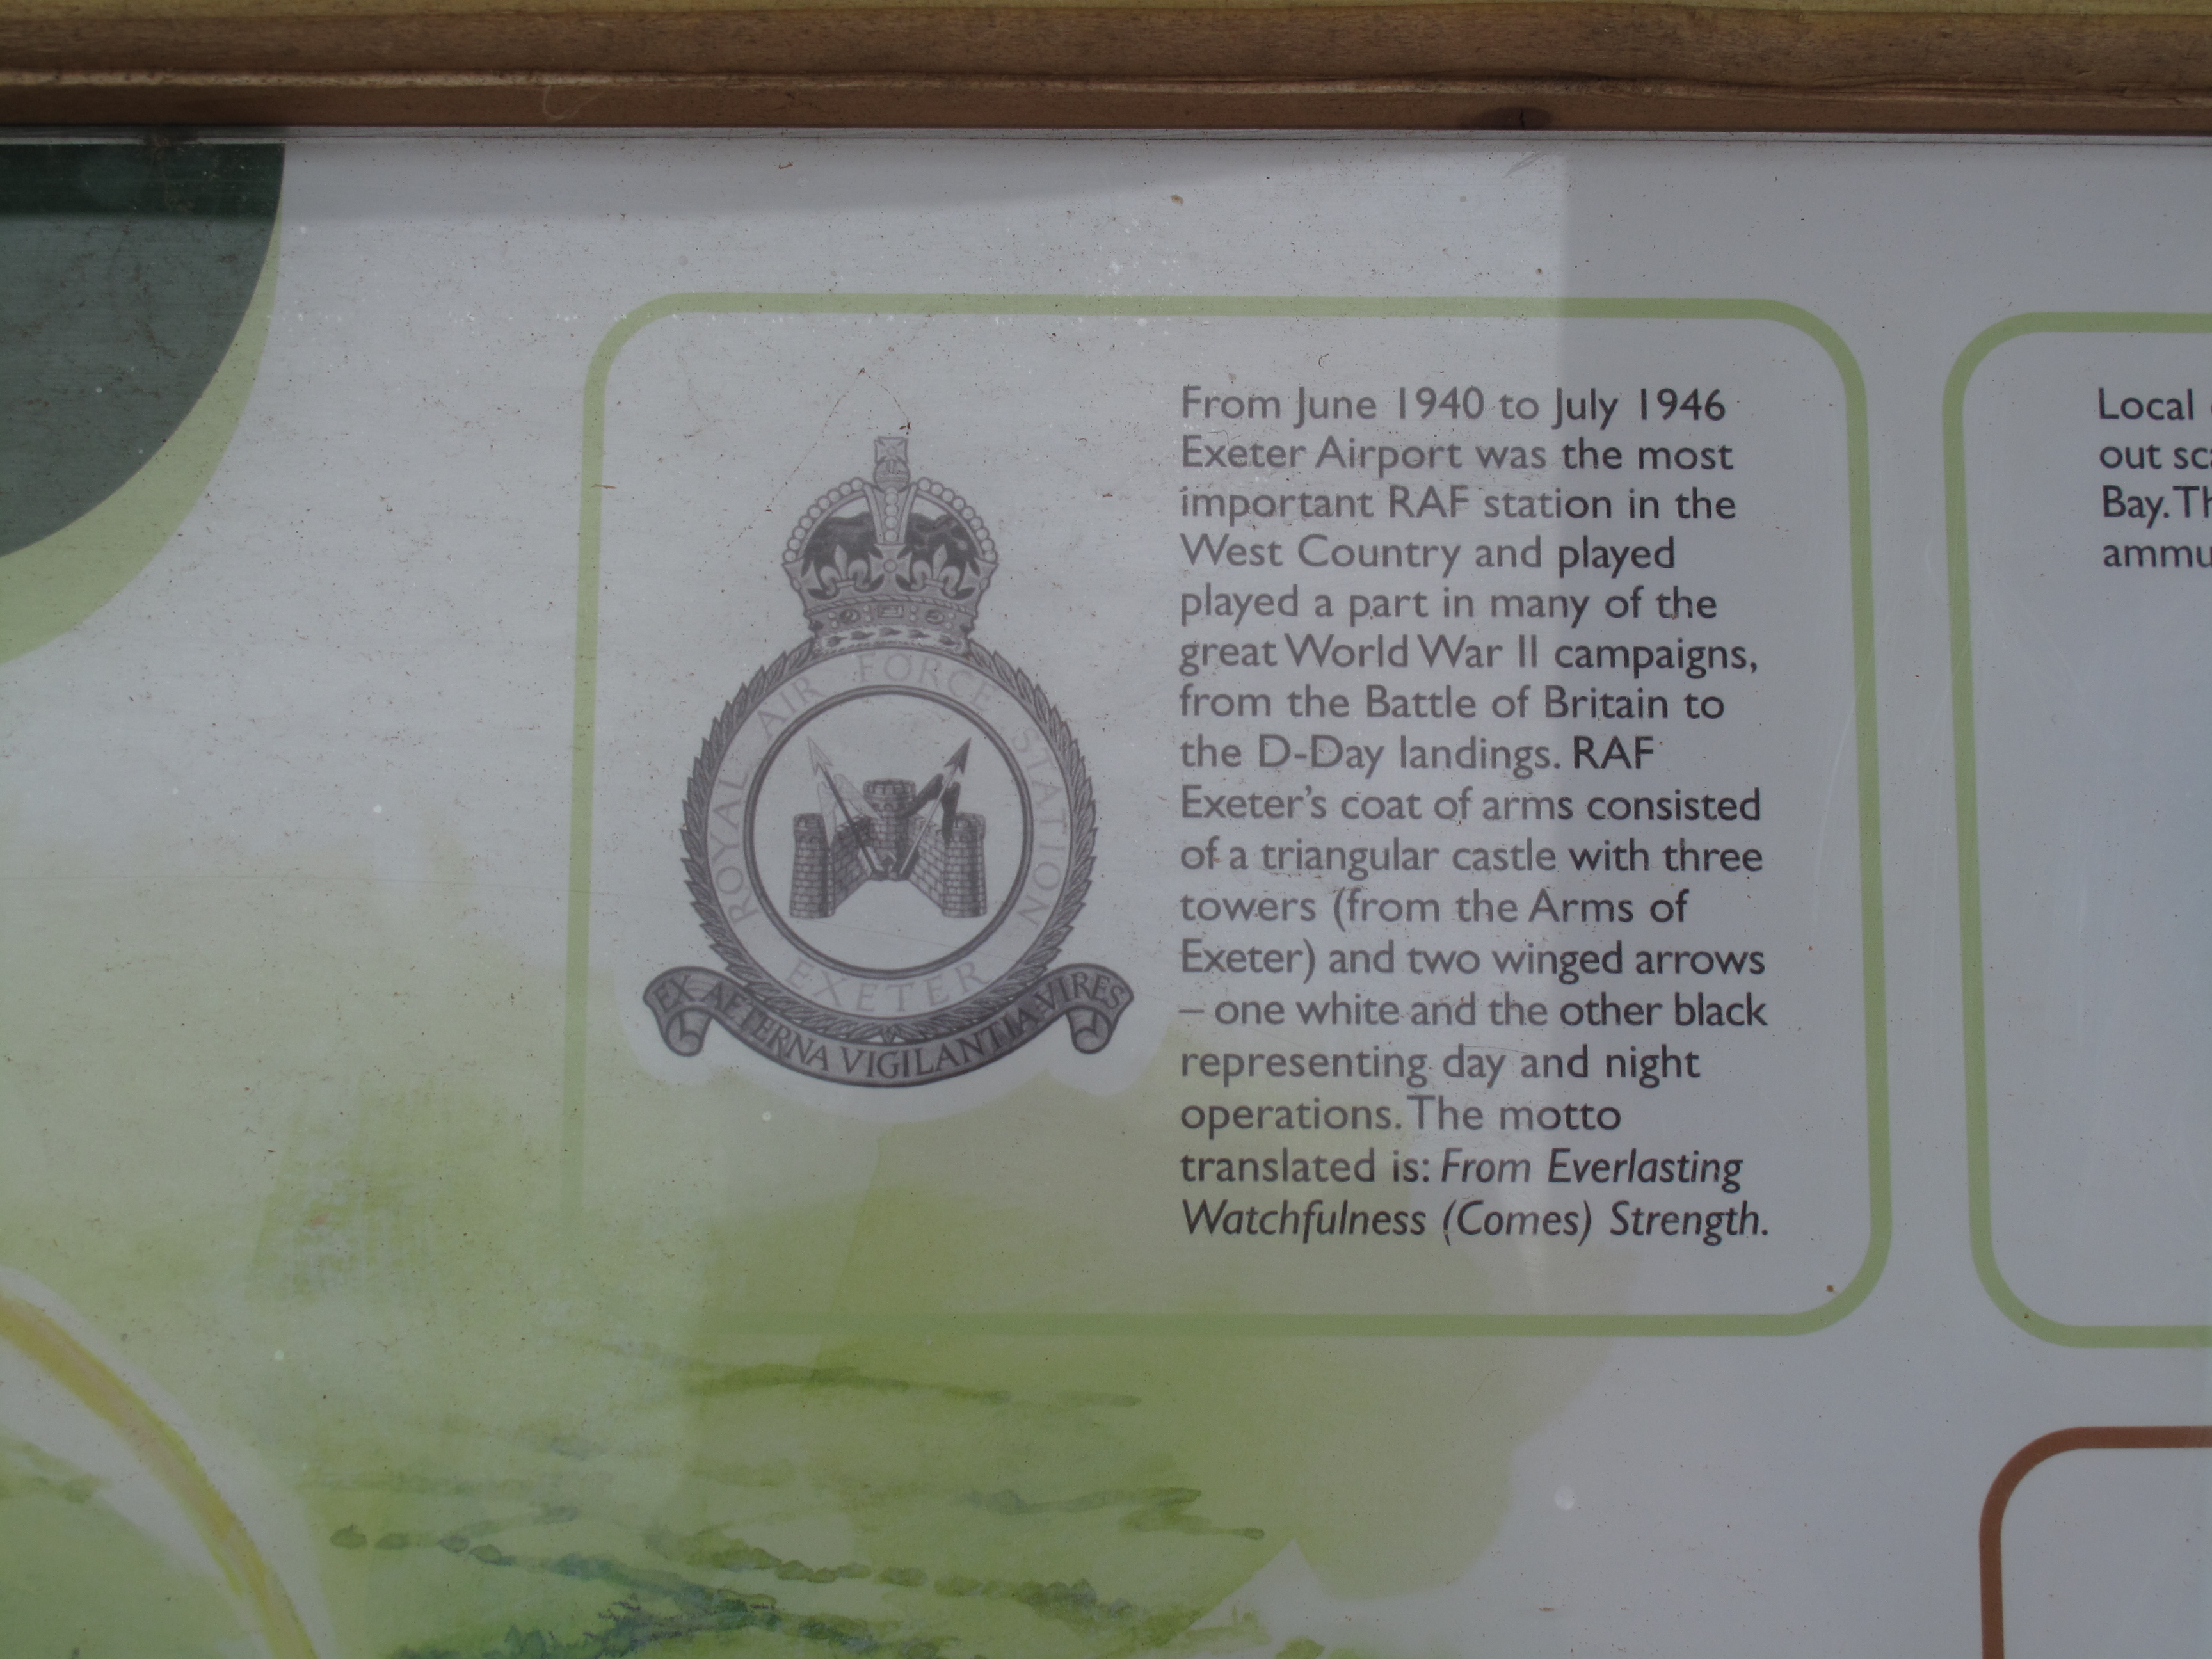 From June 1940 to July 1946
Exeter Airport was the most
important RAF station in the
West Country and played
played a part in many of the
great World War II campaigns,
from the Battle of Britain to
the D-Day landings. RAF
Exeter's coat of arms consisted
of a triangular castle with three
towers (from the Arms of
Exeter) and two winged arrows
– one white and the other black
representing day and night
operations. The motto
translated is: From Everlasting
Watchfulness (Comes) Strength.
ROYAL AIR FORCE STATION
EXETER
EX AETERNA VIGILANTIA VIRES
Local
out
Bay.